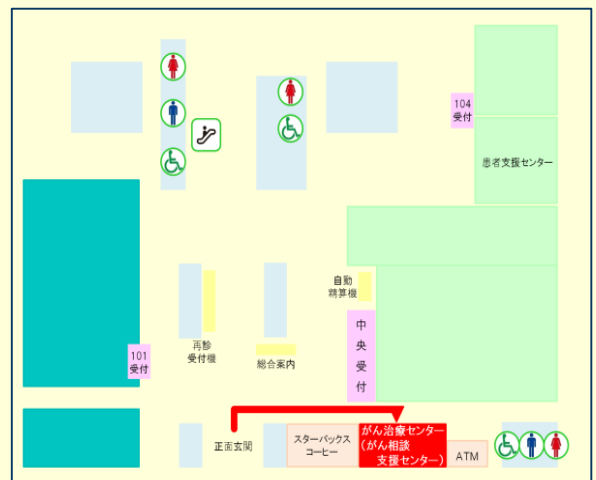 104
受付
患者支援センター
自動
精算機
中
央
受
付
再診
受付機
総合案内
101
受付
正面玄関
スターバックス
コーヒー
がん治療センター
（がん相談
支援センター）
ATM